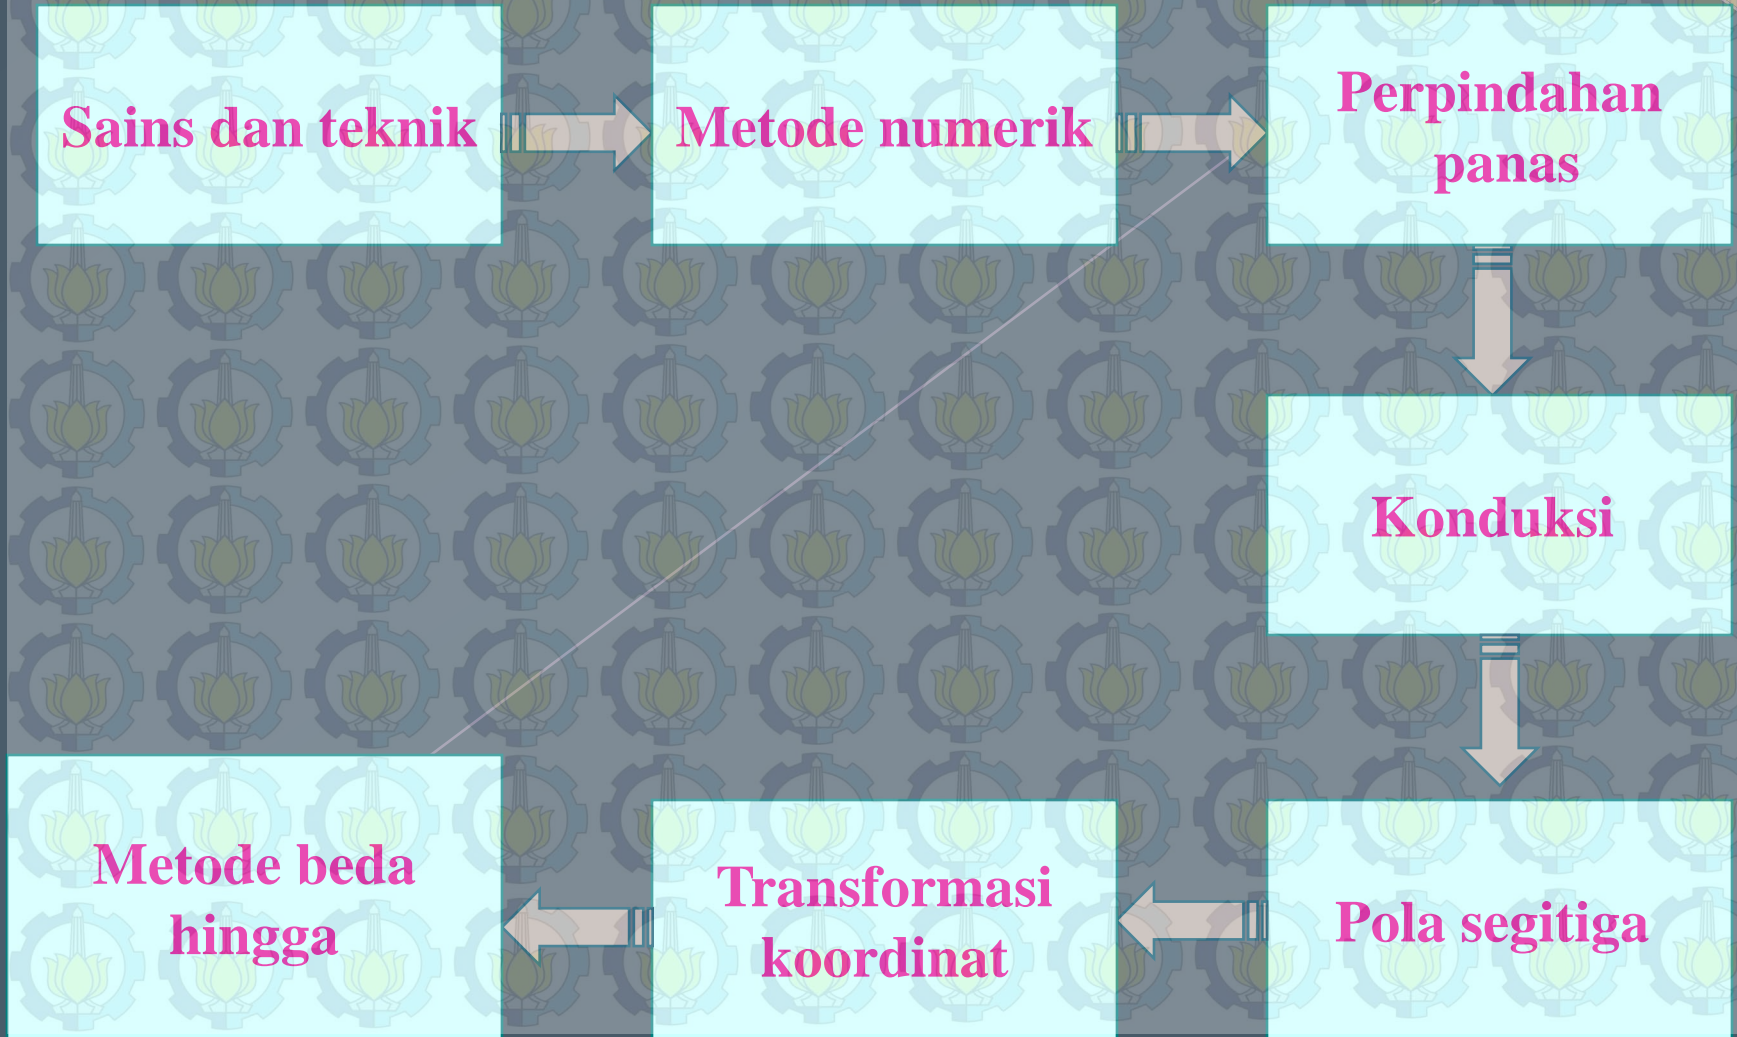 Sains dan teknik
Metode numerik
Perpindahan
panas
Konduksi
Pola segitiga
Transformasi
koordinat
Metode beda
hingga